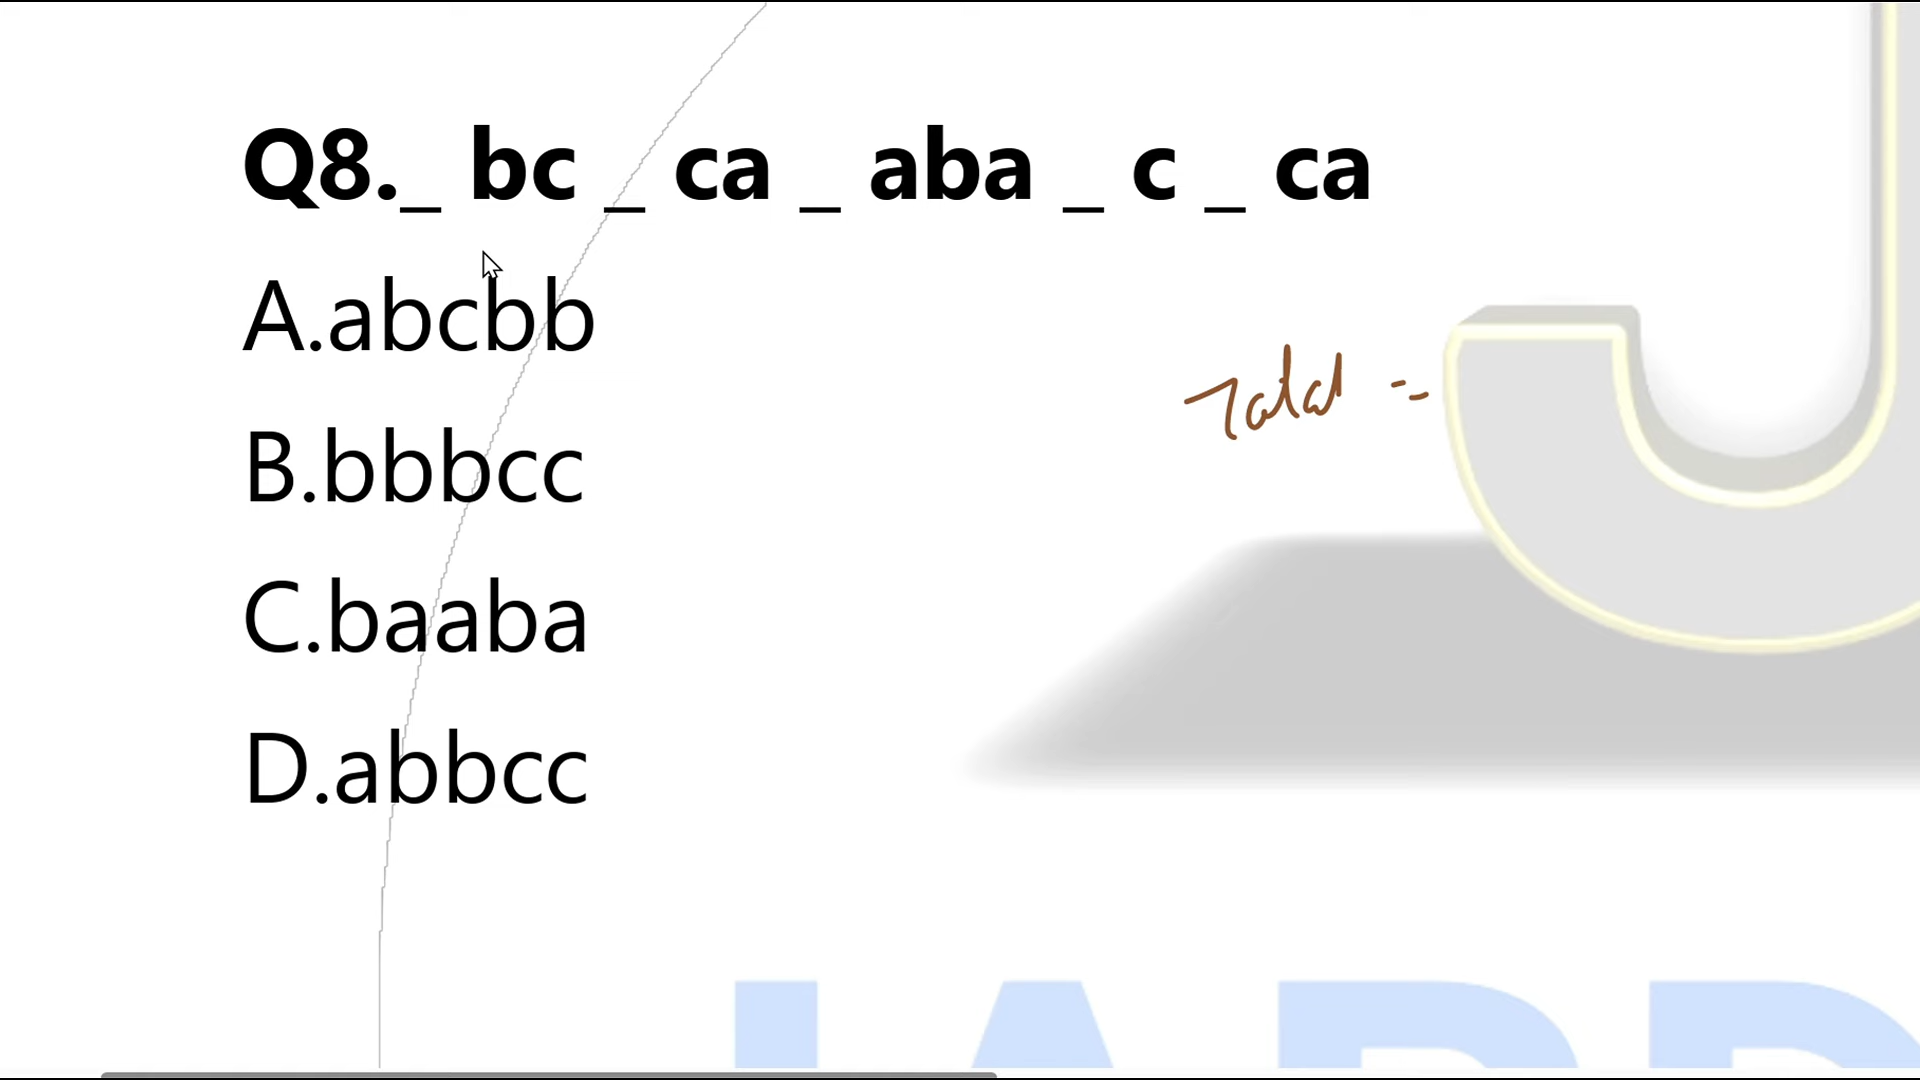 Q8._ bc _ ca _ aba _ c _ ca
A.abcbb
Total =
B.bbbcc
C.baaba
D.abbcc